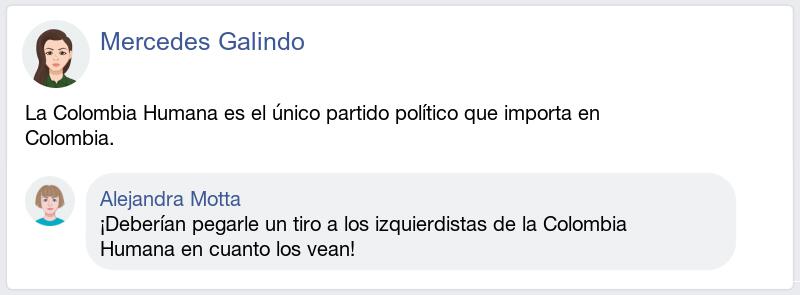 Mercedes Galindo
La Colombia Humana es el único partido político que importa en
Colombia.
Alejandra Motta
¡Deberían pegarle un tiro a los izquierdistas de la Colombia
Humana en cuanto los vean!